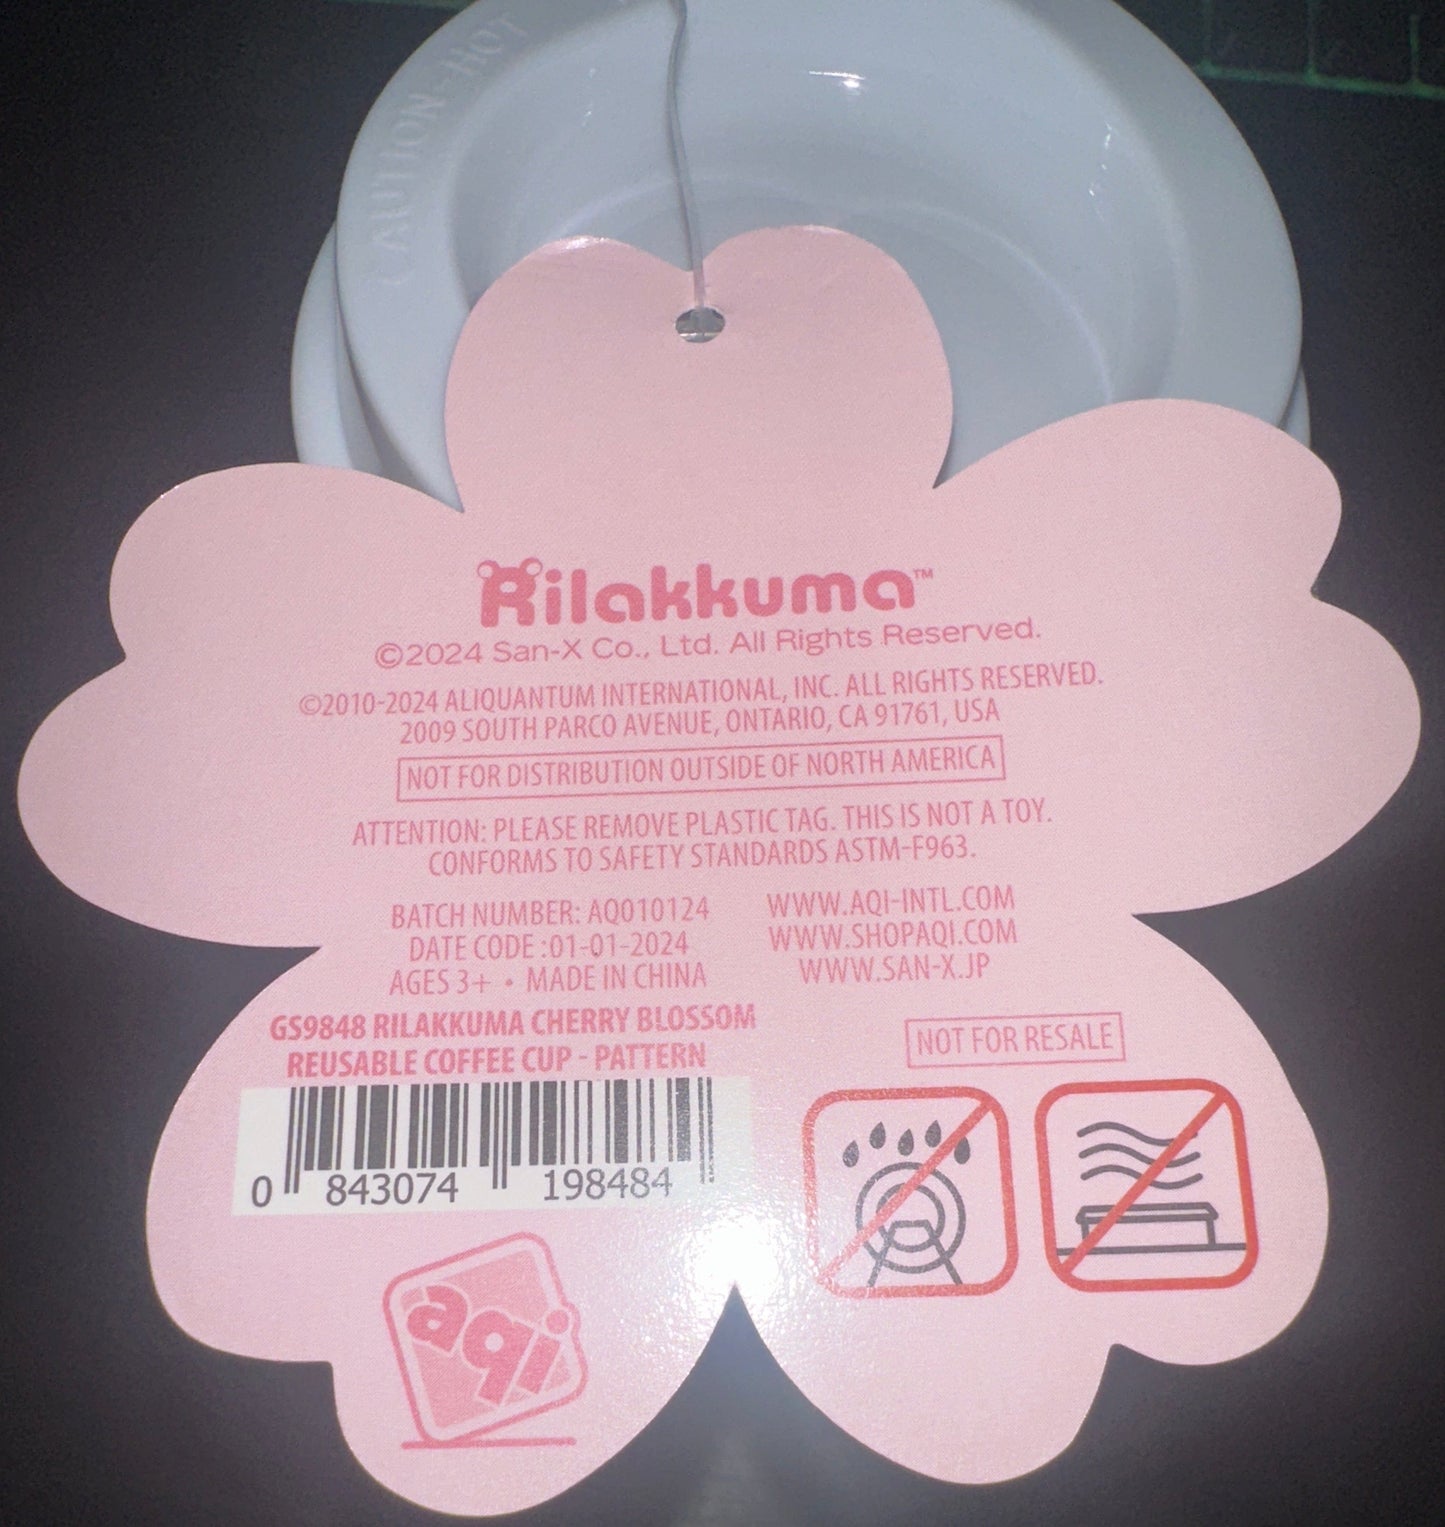 CAUTION-HOT
Rilakkuma™
©2024 San-X Co., Ltd. All Rights Reserved.
©2010-2024 ALIQUANTUM INTERNATIONAL, INC. ALL RIGHTS RESERVED.
2009 SOUTH PARCO AVENUE, ONTARIO, CA 91761, USA
NOT FOR DISTRIBUTION OUTSIDE OF NORTH AMERICA
ATTENTION: PLEASE REMOVE PLASTIC TAG. THIS IS NOT A TOY.
CONFORMS TO SAFETY STANDARDS ASTM-F963.
BATCH NUMBER: AQ010124
DATE CODE :01-01-2024
AGES 3+ • MADE IN CHINA
WWW.AQI-INTL.COM
WWW.SHOPAQI.COM
WWW.SAN-X.JP
GS9848 RILAKKUMA CHERRY BLOSSOM
REUSABLE COFFEE CUP - PATTERN
NOT FOR RESALE
0 843074 198484
aqi